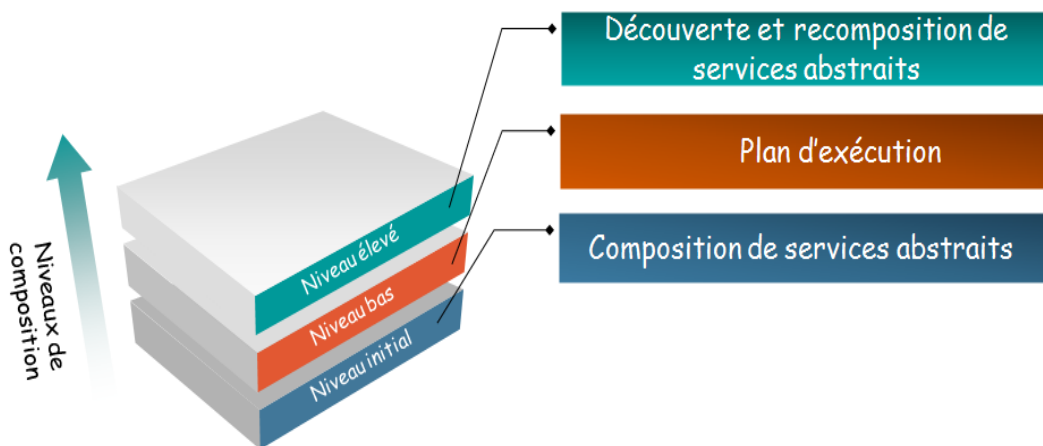 Découverte et recomposition de
services abstraits
Plan d'exécution
Composition de services abstraits
Niveau élevé
Niveau bas
Niveau initial
Niveaux de
composition